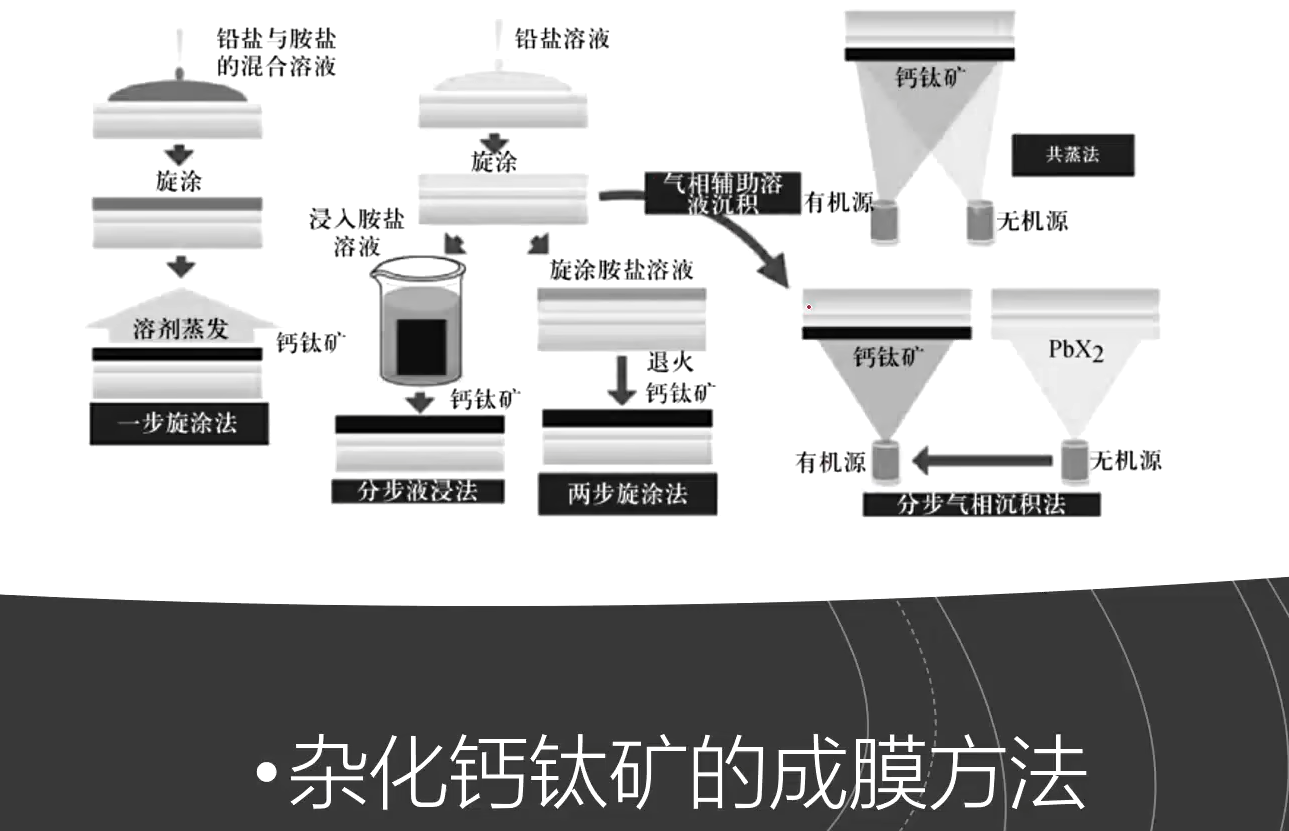 铅盐与胺盐
的混合溶液
旋涂
溶剂蒸发
钙钛矿
一步旋涂法
铅盐溶液
旋涂
浸入胺盐
溶液
钙钛矿
分步液浸法
旋涂胺盐溶液
退火
钙钛矿
两步旋涂法
气相辅助溶
液沉积
钙钛矿
共蒸法
有机源
无机源
钙钛矿
PbX2
有机源
无机源
分步气相沉积法
•杂化钙钛矿的成膜方法